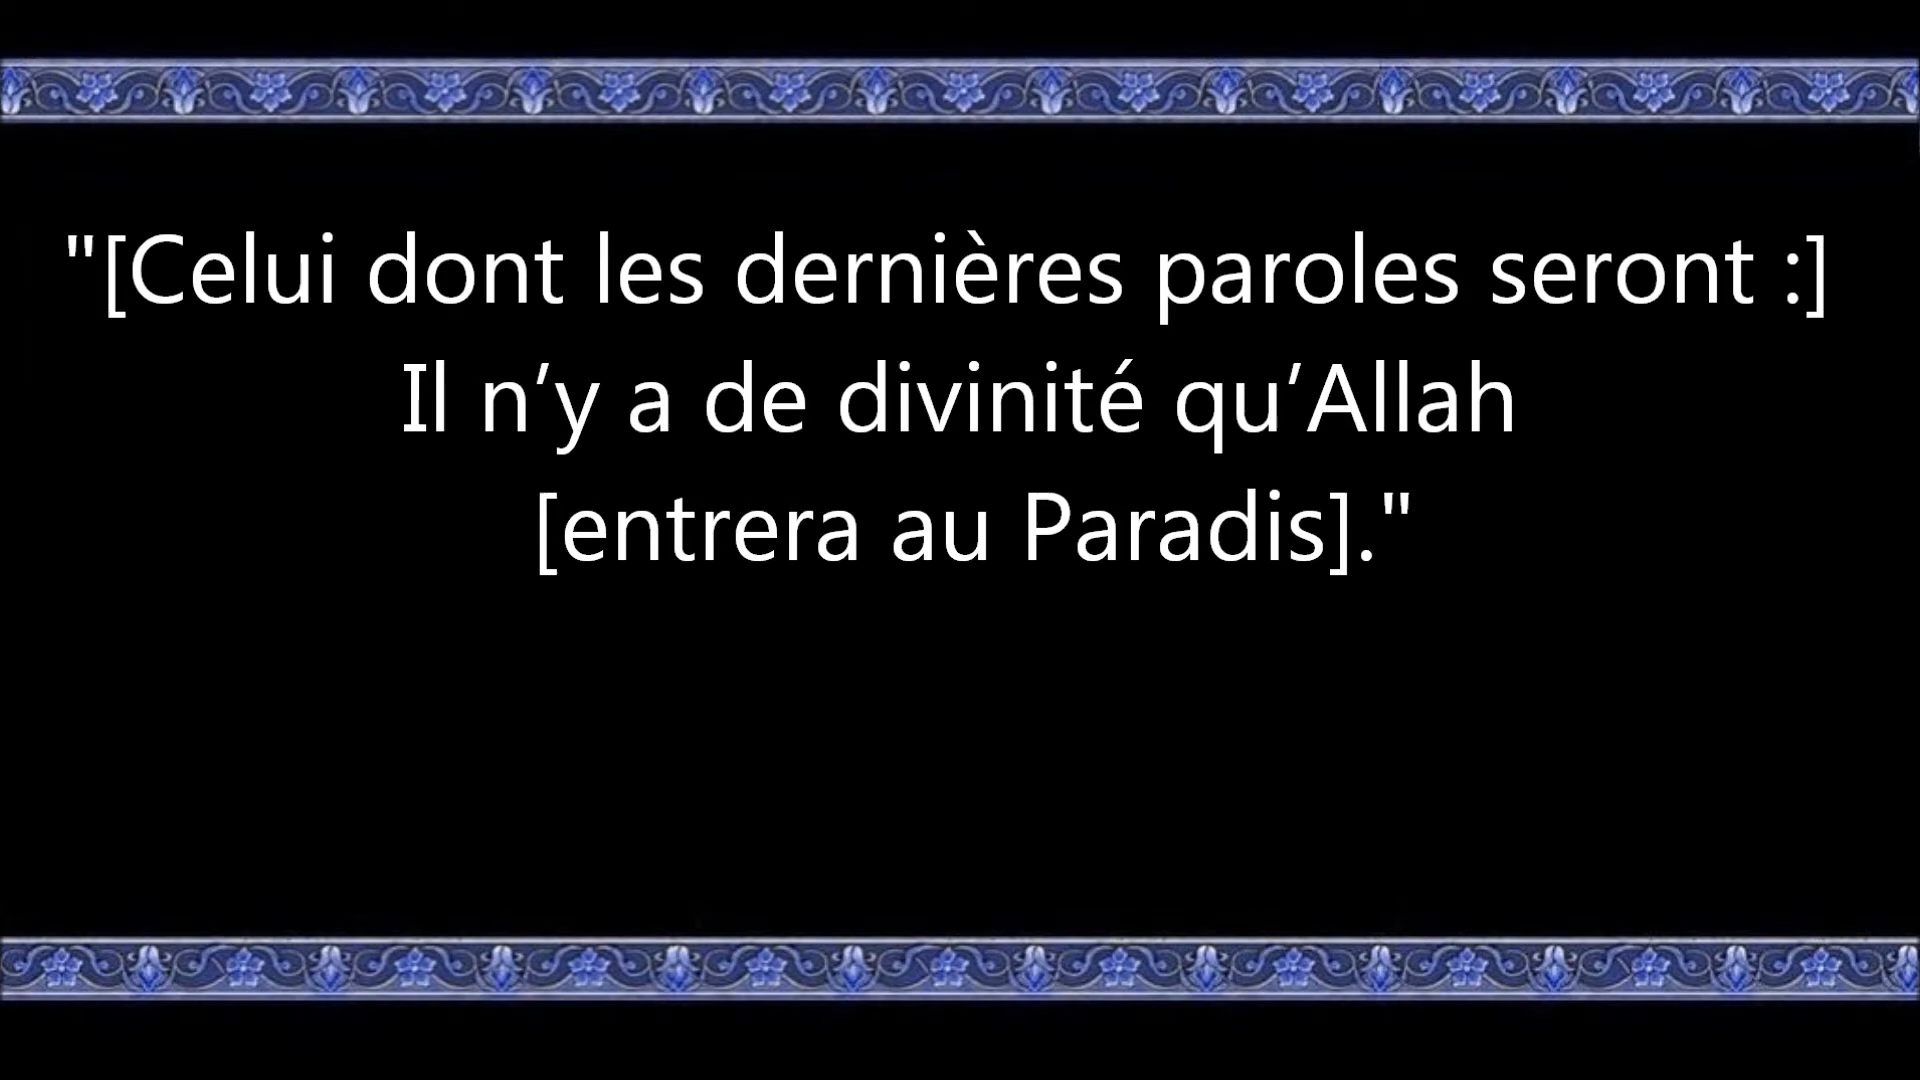 "[Celui dont les dernières paroles seront :]
Il n’y a de divinité qu’Allah
[entrera au Paradis]."